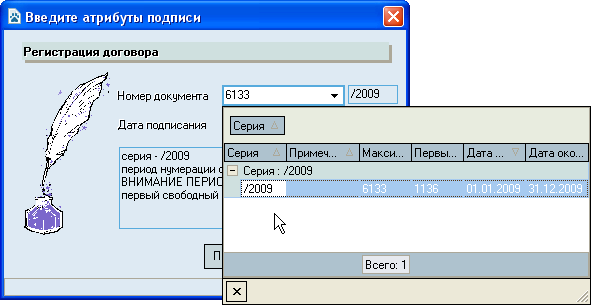 Введите атрибуты подписи
Регистрация договора
Номер документа 6133 /2009
Дата подписания
серия - /2009
период нумерации
ВНИМАНИЕ
первый свободный
Серия
Серия Примеч... Макси... Первы... Дата ... Дата око...
Серия : /2009
/2009 6133 1136 01.01.2009 31.12.2009
Всего: 1